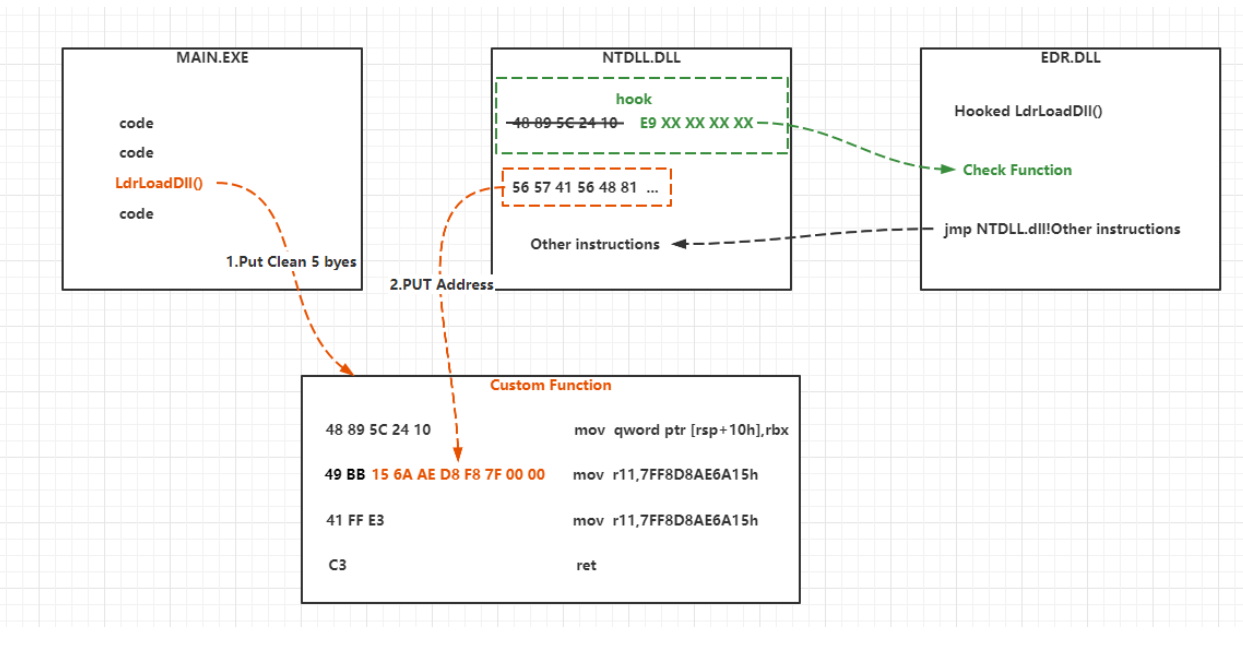 MAIN.EXE
code
code
LdrLoadDll()
code
NTDLL.DLL
hook
48 89 5C 24 10 E9 XX XX XX XX
56 57 41 56 48 81 ...
Other instructions
EDR.DLL
Hooked LdrLoadDll()
Check Function
jmp NTDLL.dll!Other instructions
1.Put Clean 5 byes
2.PUT Address
Custom Function
48 89 5C 24 10 mov qword ptr [rsp+10h],rbx
49 BB 15 6A AE D8 F8 7F 00 00 mov r11,7FF8D8AE6A15h
41 FF E3 mov r11,7FF8D8AE6A15h
C3 ret